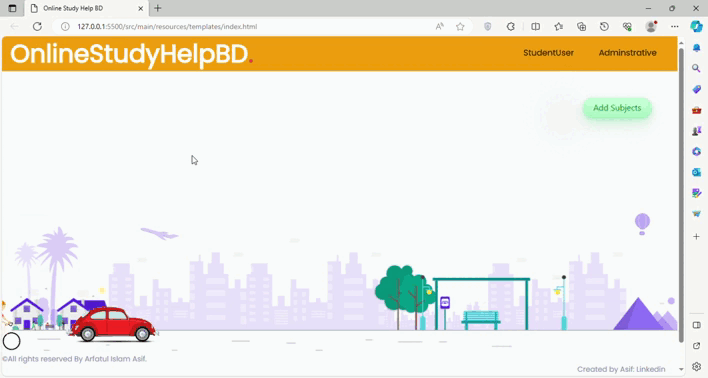 Online Study Help BD
127.0.0.1:5500/src/main/resources/templates/index.html
OnlineStudyHelpBD.
StudentUser
Adminstrative
Add Subjects
©All rights reserved By Arfatul Islam Asif.
Created by Asif: Linkedin